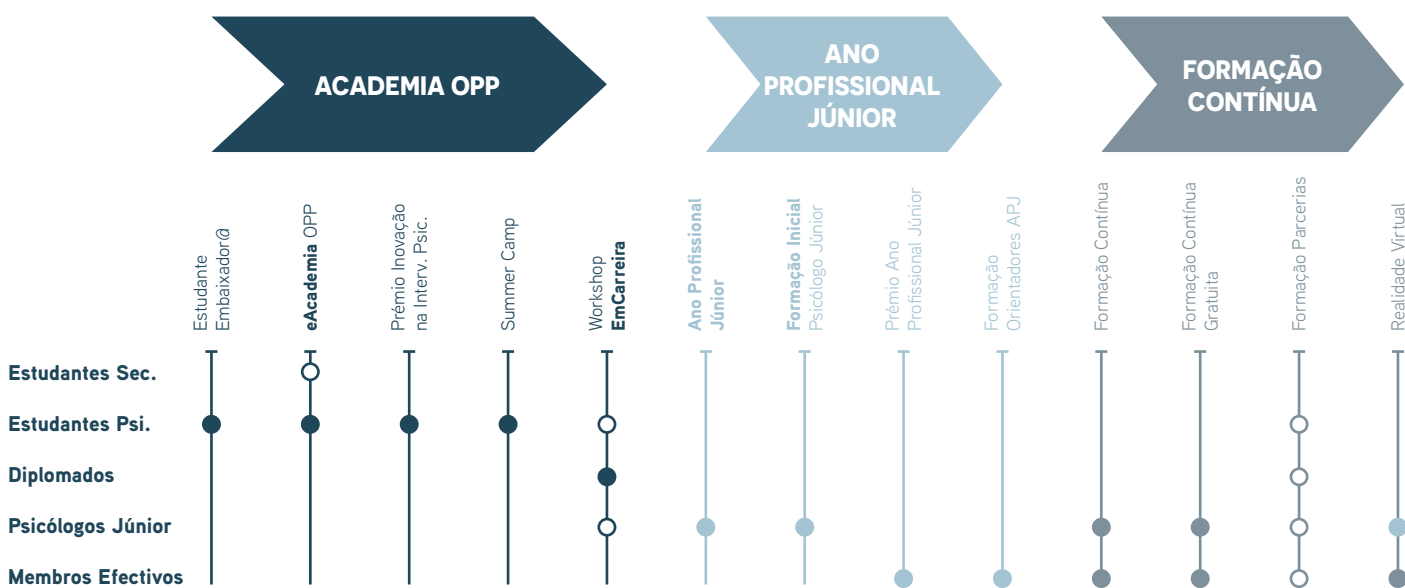 ACADEMIA OPP
ANO
PROFISSIONAL
JÚNIOR
FORMAÇÃO
CONTÍNUA
Estudante
Embaixador@
eAcademia OPP
Prémio Inovação
na Interv. Psic.
Summer Camp
Workshop
EmCarreira
Ano Profissional
Júnior
Formação Inicial
Psicólogo Júnior
Prémio Ano
Profissional Júnior
Formação
Orientadores APJ
Formação Contínua
Formação Contínua
Gratuita
Formação Parcerias
Realidade Virtual
Estudantes Sec.
Estudantes Psi.
Diplomados
Psicólogos Júnior
Membros Efectivos